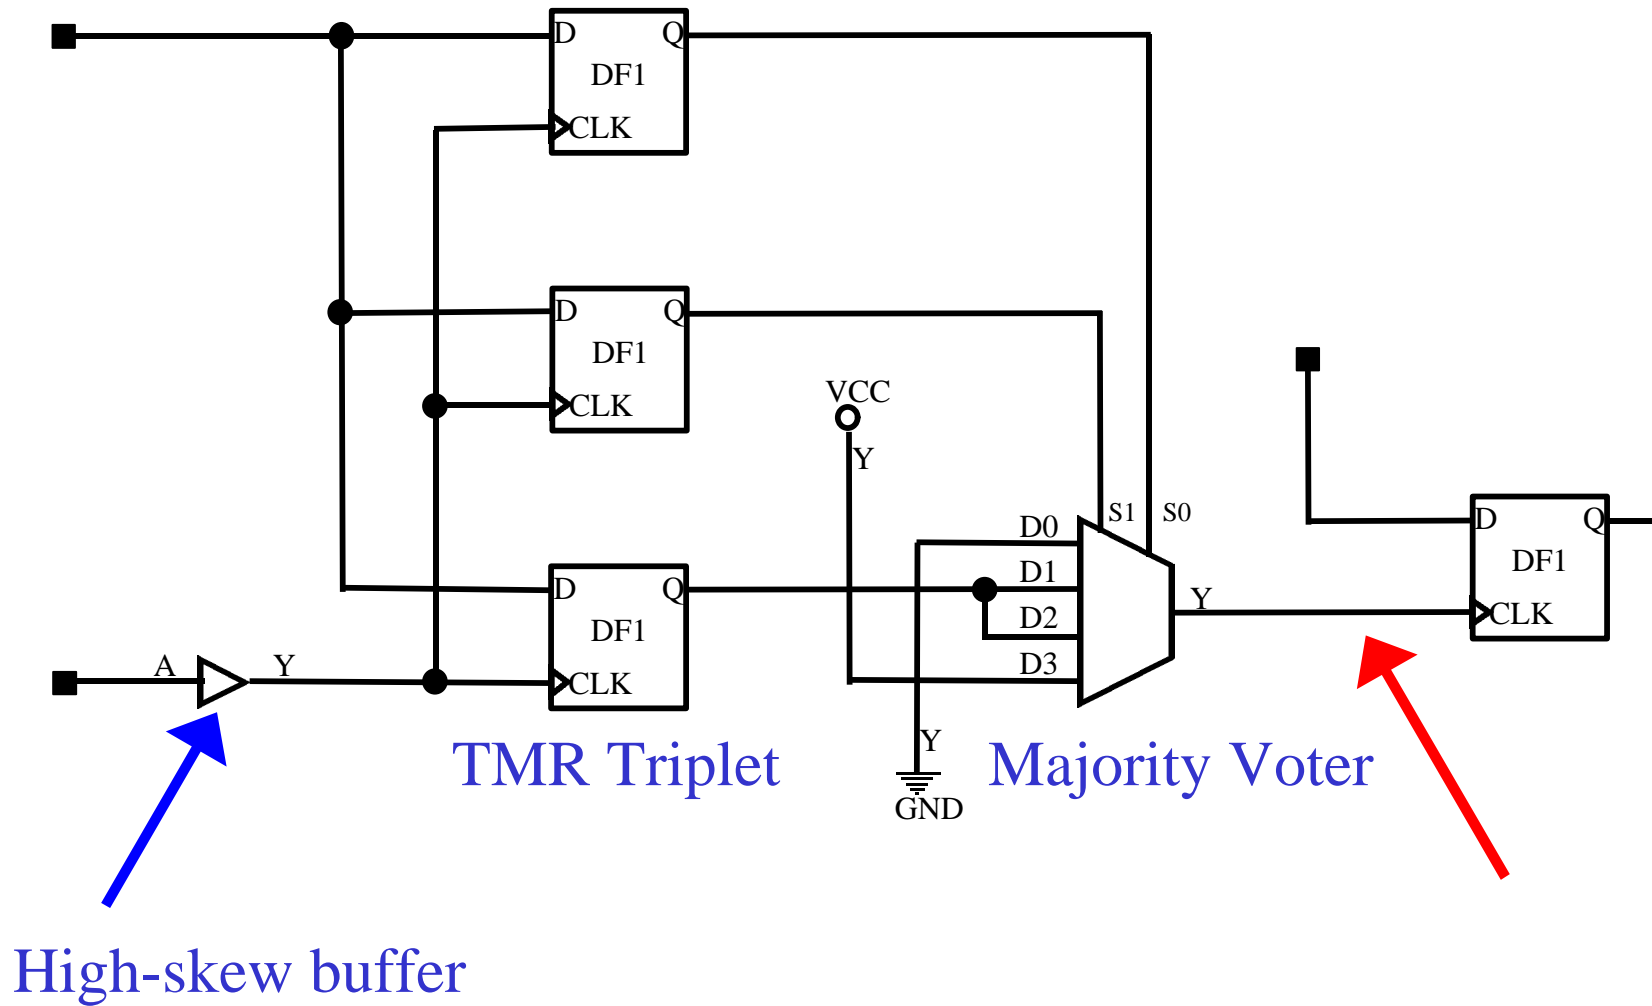 D Q
DF1
CLK
D Q
DF1
CLK
VCC
Y
S1 S0
D0
D Q
D1
DF1
D Q
D2
Y
DF1
CLK
D3
A Y
CLK
Y
TMR Triplet
Majority Voter
GND
High-skew buffer